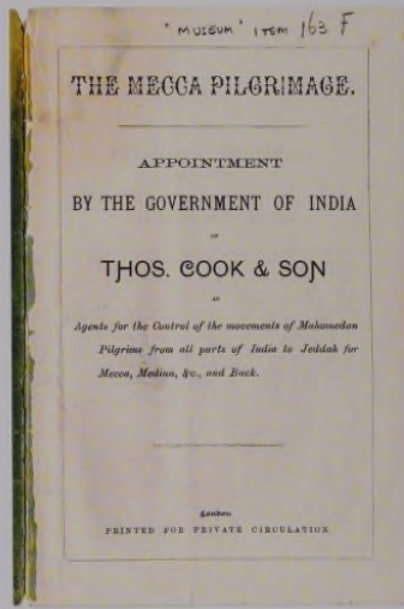 "MUSEUM" ITEM 163 F
THE MECCA PILGRIMAGE.
APPOINTMENT
BY THE GOVERNMENT OF INDIA
OF
THOS. COOK & SON
AS
Agents for the Control of the movements of Mahomedan
Pilgrims from all parts of India to Jeddah for
Mecca, Medina, &c., and Back.
London
PRINTED FOR PRIVATE CIRCULATION.